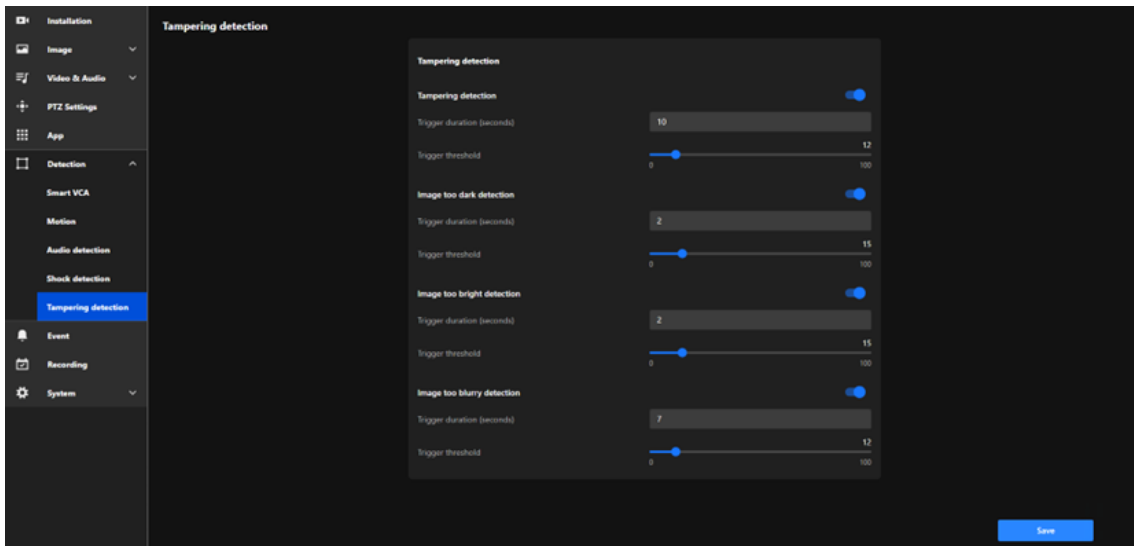 Installation
Image
Video & Audio
PTZ Settings
App
Detection
Smart VCA
Motion
Audio detection
Shock detection
Tampering detection
Event
Recording
System
Tampering detection
Tampering detection
Tampering detection
Trigger duration (seconds) 10
Trigger threshold 12
0 100
Image too dark detection
Trigger duration (seconds) 2
Trigger threshold 15
0 100
Image too bright detection
Trigger duration (seconds) 2
Trigger threshold 15
0 100
Image too blurry detection
Trigger duration (seconds) 7
Trigger threshold 12
0 100
Save